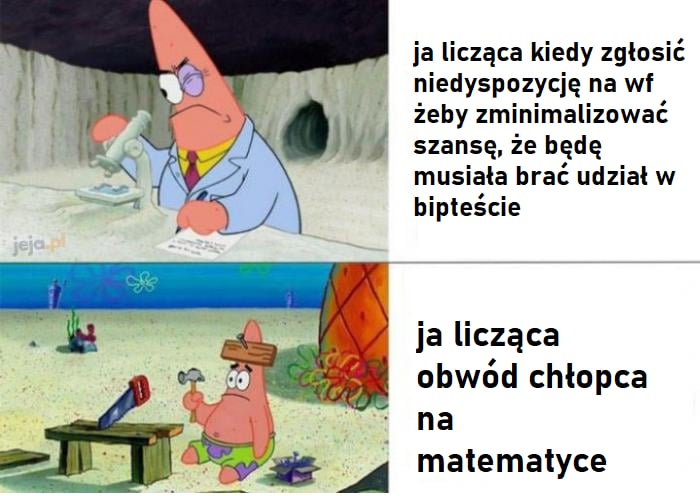 ja licząca kiedy zgłosić
niedyspozycję na wf
żeby zminimalizować
szansę, że będę
musiała brać udział w
bipteście
jeja.pl
ja licząca
obwód chłopca
na
matematyce